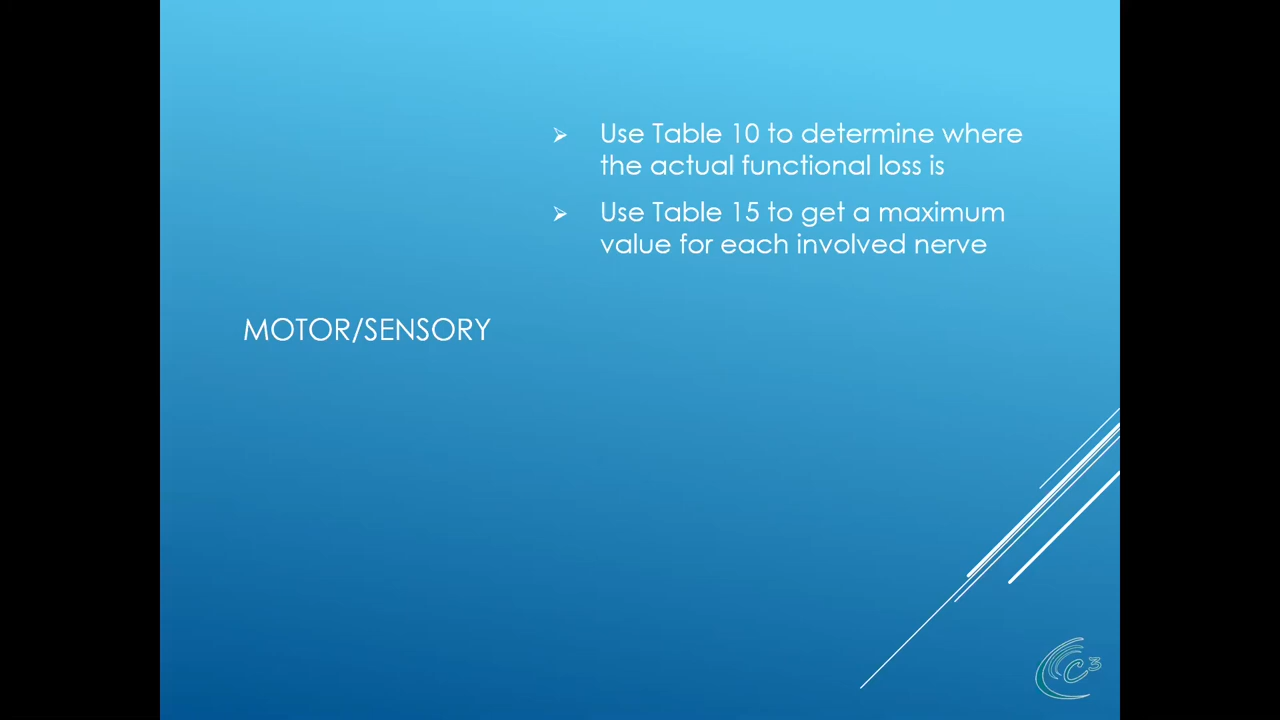 Use Table 10 to determine where
the actual functional loss is
Use Table 15 to get a maximum
value for each involved nerve
MOTOR/SENSORY
C3